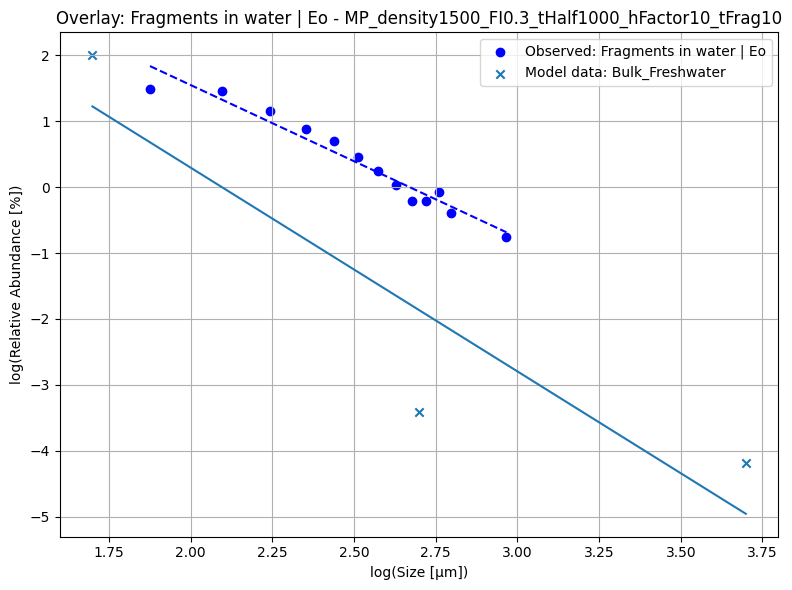 Overlay: Fragments in water | Eo - MP_density1500_FI0.3_tHalf1000_hFactor10_tFrag10
Observed: Fragments in water | Eo
Model data: Bulk_Freshwater
log(Relative Abundance [%])
2
1
0
−1
−2
−3
−4
−5
1.75 2.00 2.25 2.50 2.75 3.00 3.25 3.50 3.75
log(Size [µm])